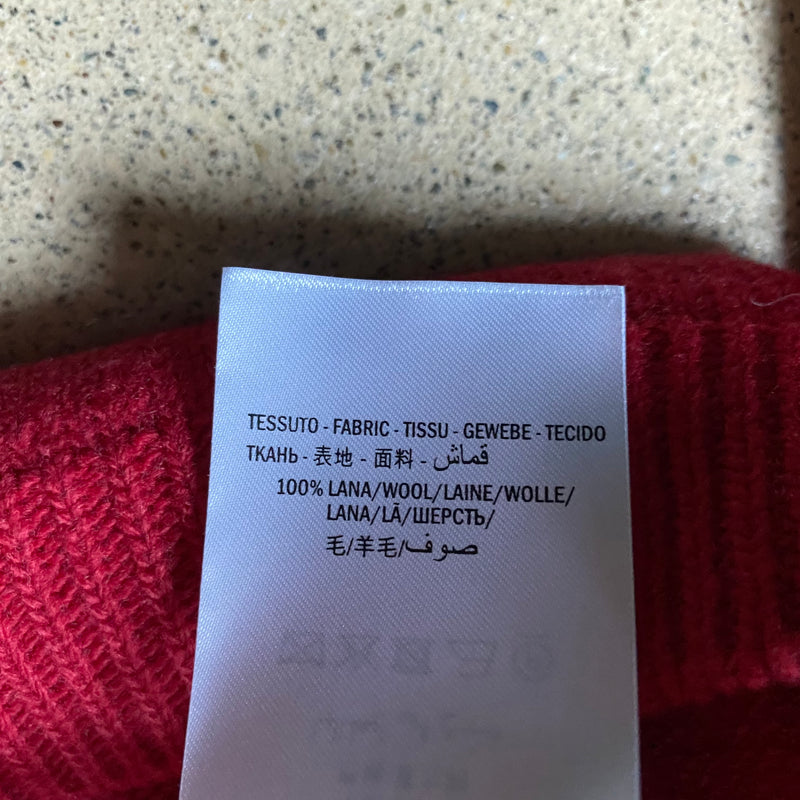 TESSUTO - FABRIC - TISSU - GEWEBE - TECIDO
ТКАНЬ - 表地 - 面料 - قماش
100% LANA/WOOL/LAINE/WOLLE/
LANA/LÃ/ШЕРСТЬ/
毛/羊毛/صوف